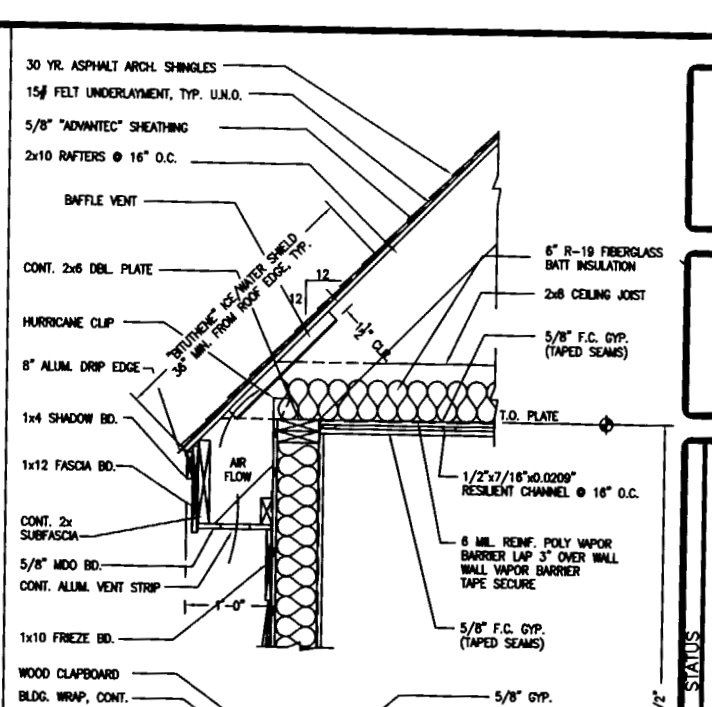 30 YR. ASPHALT ARCH. SHINGLES
15# FELT UNDERLAYMENT, TYP. U.N.O.
5/8" "ADVANTEC" SHEATHING
2x10 RAFTERS @ 16" O.C.
BAFFLE VENT
CONT. 2x6 DBL. PLATE
HURRICANE CLIP
8" ALUM. DRIP EDGE
1x4 SHADOW BD.
1x12 FASCIA BD.
CONT. 2x
SUBFASCIA
5/8" MDO BD.
CONT. ALUM. VENT STRIP
1x10 FRIEZE BD.
WOOD CLAPBOARD
BLDG. WRAP, CONT.
"BITUTHENE" ICE/WATER SHIELD
36" MIN. FROM ROOF EDGE, TYP.
12
12
1/2" CLR.
AIR
FLOW
1'-0"
6" R-19 FIBERGLASS
BATT INSULATION
2x8 CEILING JOIST
5/8" F.C. GYP.
(TAPED SEAMS)
T.O. PLATE
1/2"x7/16"x0.0209"
RESILIENT CHANNEL @ 16" O.C.
6 MIL. REINF. POLY VAPOR
BARRIER LAP 3" OVER WALL
WALL VAPOR BARRIER
TAPE SECURE
5/8" F.C. GYP.
(TAPED SEAMS)
5/8" GYP.
STATUS